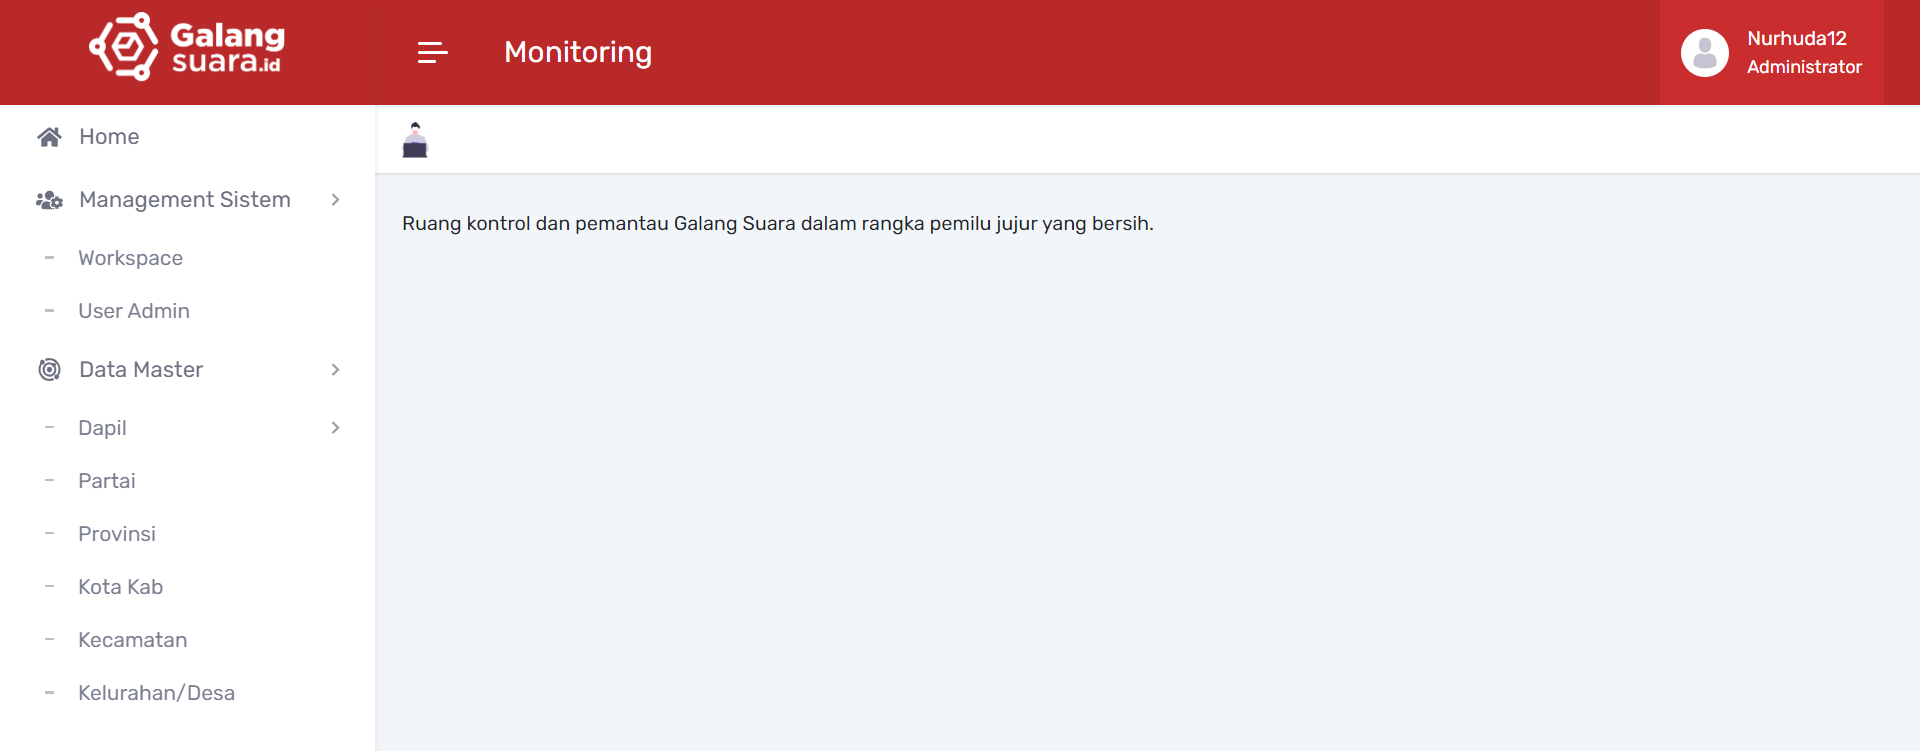 Galang
suara.id
Monitoring
Nurhuda12
Administrator
Home
Management Sistem
Workspace
User Admin
Data Master
Dapil
Partai
Provinsi
Kota Kab
Kecamatan
Kelurahan/Desa
Ruang kontrol dan pemantau Galang Suara dalam rangka pemilu jujur yang bersih.